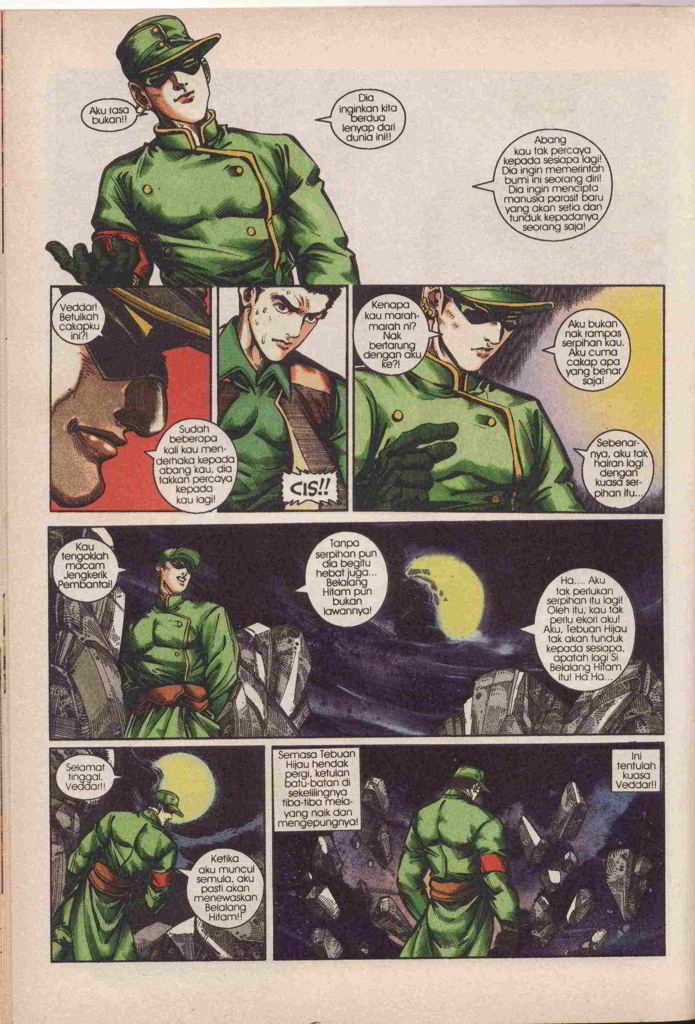 Aku rasa
bukan!!
Dia
inginkan kita
berdua
lenyap dari
dunia ini!!
Abang
kau tak percaya
kepada sesiapa lagi!
Dia ingin memerintah
bumi ini seorang diri!
Dia ingin mencipta
manusia parasit baru
yang akan setia dan
tunduk kepadanya
seorang saja!
Veddar!
Betulkah
cakapku
ini?!
Sudah
beberapa
kali kau men-
derhaka kepada
abang kau, dia
takkan percaya
kepada
kau lagi!
CIS!!
Kenapa
kau marah-
marah ni?
Nak
bertarung
dengan aku
ke?!
Aku bukan
nak rampas
serpihan kau.
Aku cuma
cakap apa
yang benar
saja!
Sebenar-
nya, aku tak
hairan lagi
dengan
kuasa ser-
pihan itu...
Kau
tengoklah
macam
Jengkerik
Pembantai!
Tanpa
serpihan pun
dia begitu
hebat juga...
Belalang
Hitam pun
bukan
lawannya!
Ha.... Aku
tak perlukan
serpihan itu lagi!
Oleh itu, kau tak
perlu ekori aku!
Aku, Tebuan Hijau
tak akan tunduk
kepada sesiapa,
apatah lagi Si
Belalang Hitam
itu! Ha Ha...
Selamat
tinggal,
Veddar!!
Ketika
aku muncul
semula, aku
pasti akan
menewaskan
Belalang
Hitam!!
Semasa Tebuan
Hijau hendak
pergi, ketulan
batu-batan di
sekelilingnya
tiba-tiba mela-
yang naik dan
mengepungnya!
Ini
tentulah
kuasa
Veddar!!